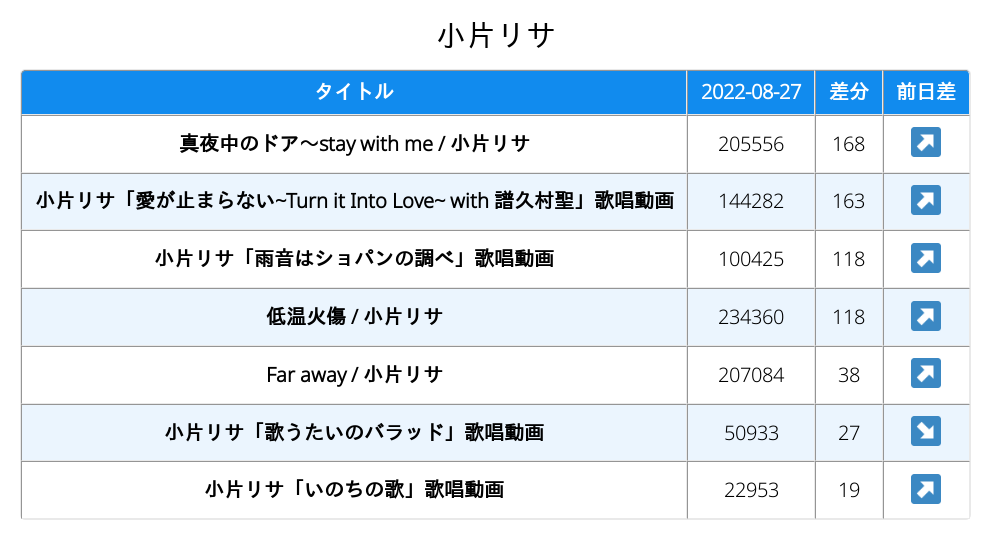 小片リサ
タイトル 2022-08-27 差分 前日差
真夜中のドア〜stay with me / 小片リサ 205556 168 ↗
小片リサ「愛が止まらない~Turn it Into Love~ with 譜久村聖」歌唱動画 144282 163 ↗
小片リサ「雨音はショパンの調べ」歌唱動画 100425 118 ↗
低温火傷 / 小片リサ 234360 118 ↗
Far away / 小片リサ 207084 38 ↗
小片リサ「歌うたいのバラッド」歌唱動画 50933 27 ↘
小片リサ「いのちの歌」歌唱動画 22953 19 ↗